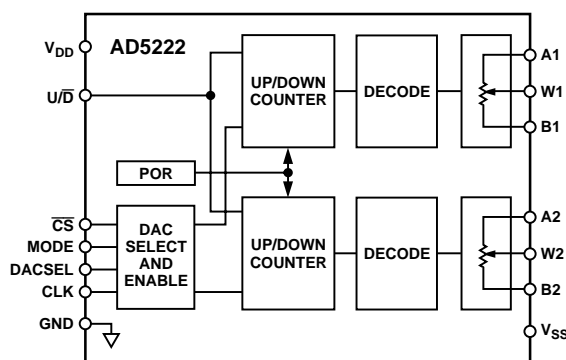 AD5222
VDD
U/D̅
UP/DOWN
COUNTER
DECODE
A1
W1
B1
POR
C̅S̅
MODE
DACSEL
CLK
GND
DAC
SELECT
AND
ENABLE
UP/DOWN
COUNTER
DECODE
A2
W2
B2
VSS